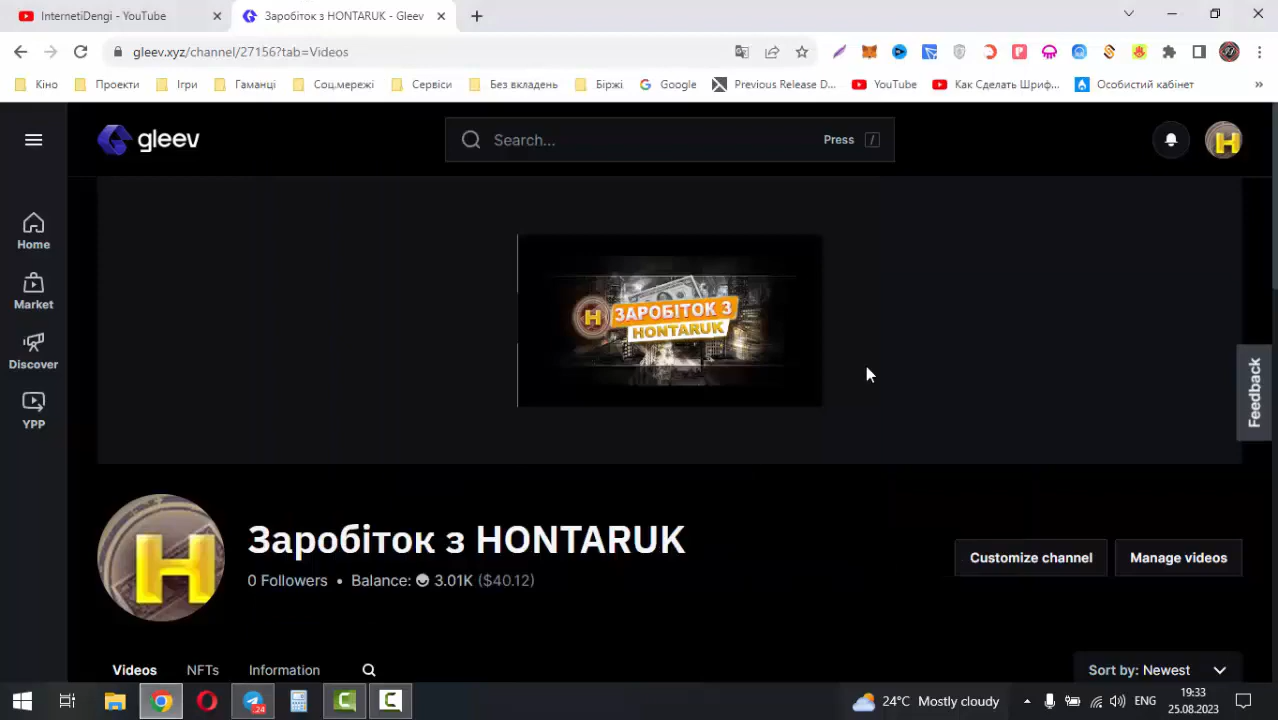 InternetiDengi - YouTube
Заробіток з HONTARUK - Gleev
gleev.xyz/channel/27156?tab=Videos
Кіно
Проекти
Ігри
Гаманці
Соц.мережі
Сервіси
Без вкладень
Біржі
Google
Previous Release D...
YouTube
Как Сделать Шриф...
Особистий кабінет
»
gleev
Search...
Press /
H
Home
Market
Discover
YPP
H ЗАРОБІТОК З
HONTARUK
Feedback
H
Заробіток з HONTARUK
0 Followers • Balance: 3.01K ($40.12)
Customize channel
Manage videos
Videos
NFTs
Information
Sort by: Newest
24
24°C Mostly cloudy
ENG
19:33
25.08.2023